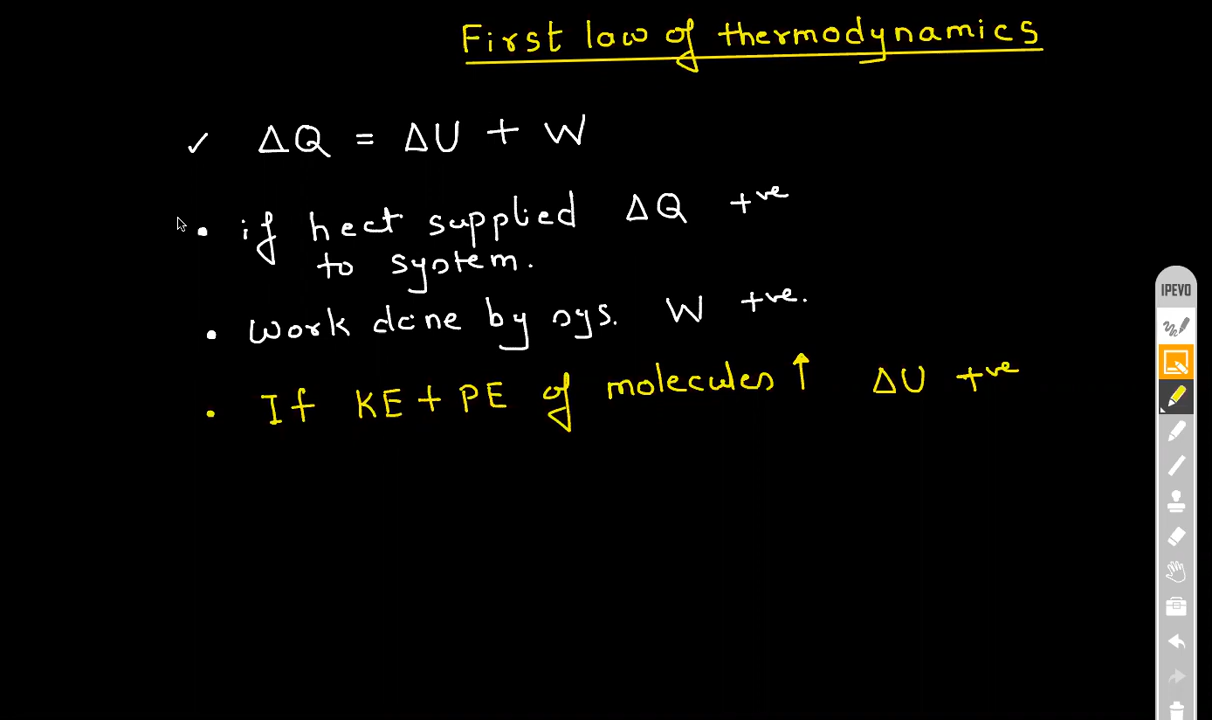 First law of thermodynamics
✓ ΔQ = ΔU + W
• if heat supplied ΔQ +ve
to system.
• Work done by sys. W +ve.
• If KE + PE of molecules ↑ ΔU +ve
IPEVO